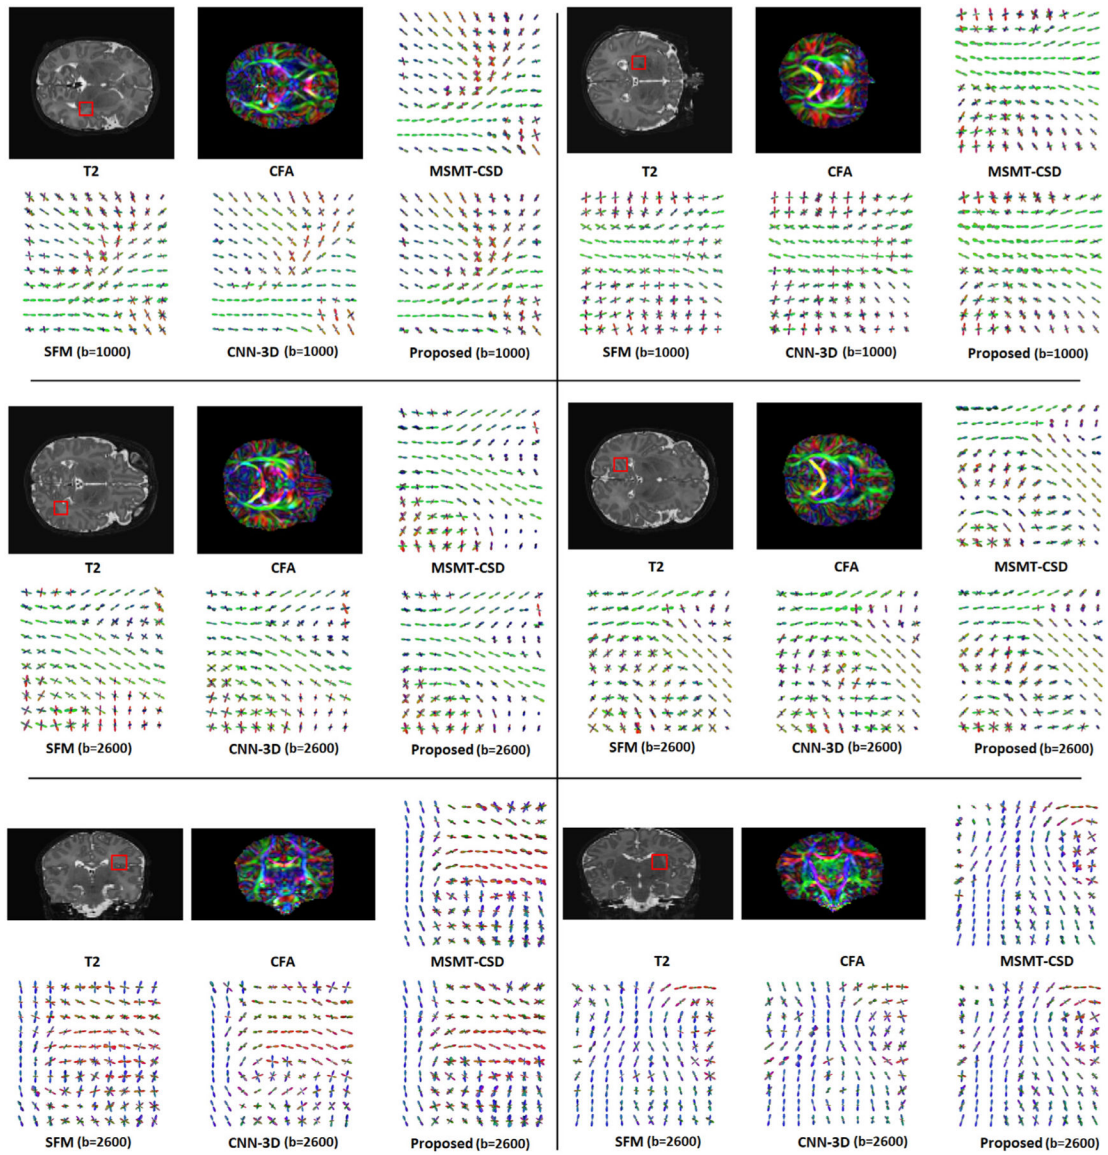 T2 CFA MSMT-CSD T2 CFA MSMT-CSD
SFM (b=1000) CNN-3D (b=1000) Proposed (b=1000) SFM (b=1000) CNN-3D (b=1000) Proposed (b=1000)
T2 CFA MSMT-CSD T2 CFA MSMT-CSD
SFM (b=2600) CNN-3D (b=2600) Proposed (b=2600) SFM (b=2600) CNN-3D (b=2600) Proposed (b=2600)
T2 CFA MSMT-CSD T2 CFA MSMT-CSD
SFM (b=2600) CNN-3D (b=2600) Proposed (b=2600) SFM (b=2600) CNN-3D (b=2600) Proposed (b=2600)